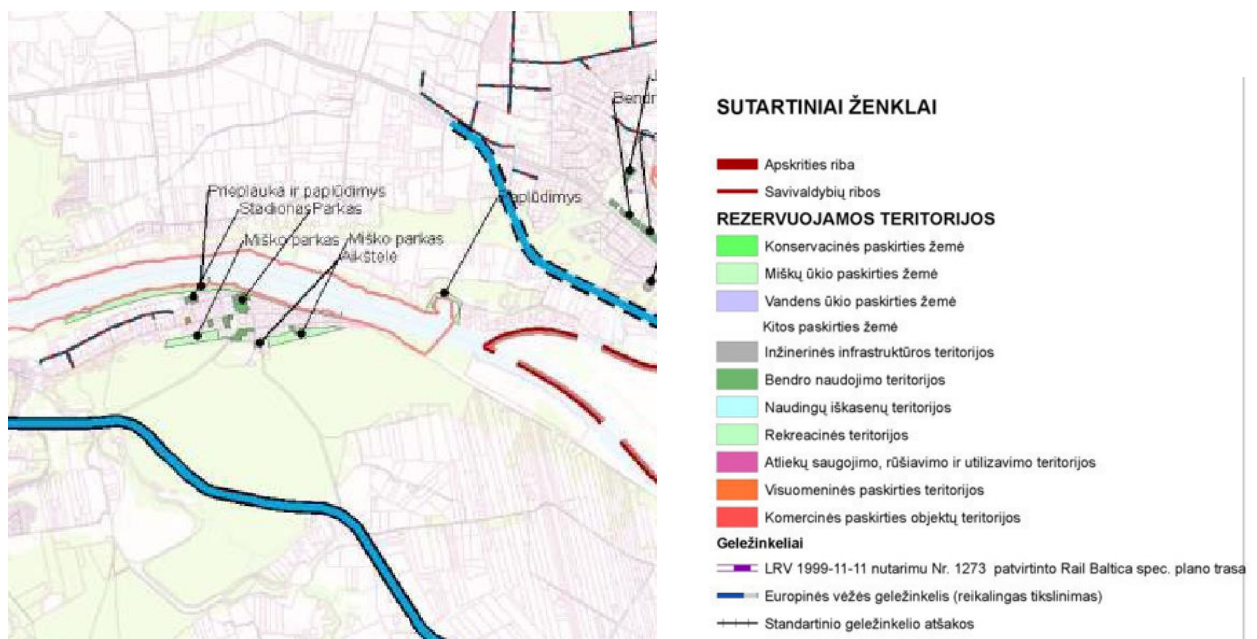 Bendr
Prieplauka ir paplūdimys
Stadionas Parkas
Miško parkas
Miško parkas
Aikštelė
SUTARTINIAI ŽENKLAI
Apskrities riba
Savivaldybių ribos
REZERVUOJAMOS TERITORIJOS
Konservacinės paskirties žemė
Miškų ūkio paskirties žemė
Vandens ūkio paskirties žemė
Kitos paskirties žemė
Inžinerinės infrastruktūros teritorijos
Bendro naudojimo teritorijos
Naudingų iškasenų teritorijos
Rekreacinės teritorijos
Atliekų saugojimo, rūšiavimo ir utilizavimo teritorijos
Visuomeninės paskirties teritorijos
Komercinės paskirties objektų teritorijos
Geležinkeliai
LRV 1999-11-11 nutarimu Nr. 1273 patvirtinto Rail Baltica spec. plano trasa
Europinės vėžės geležinkelis (reikalingas tikslinimas)
Standartinio geležinkelio atšakos